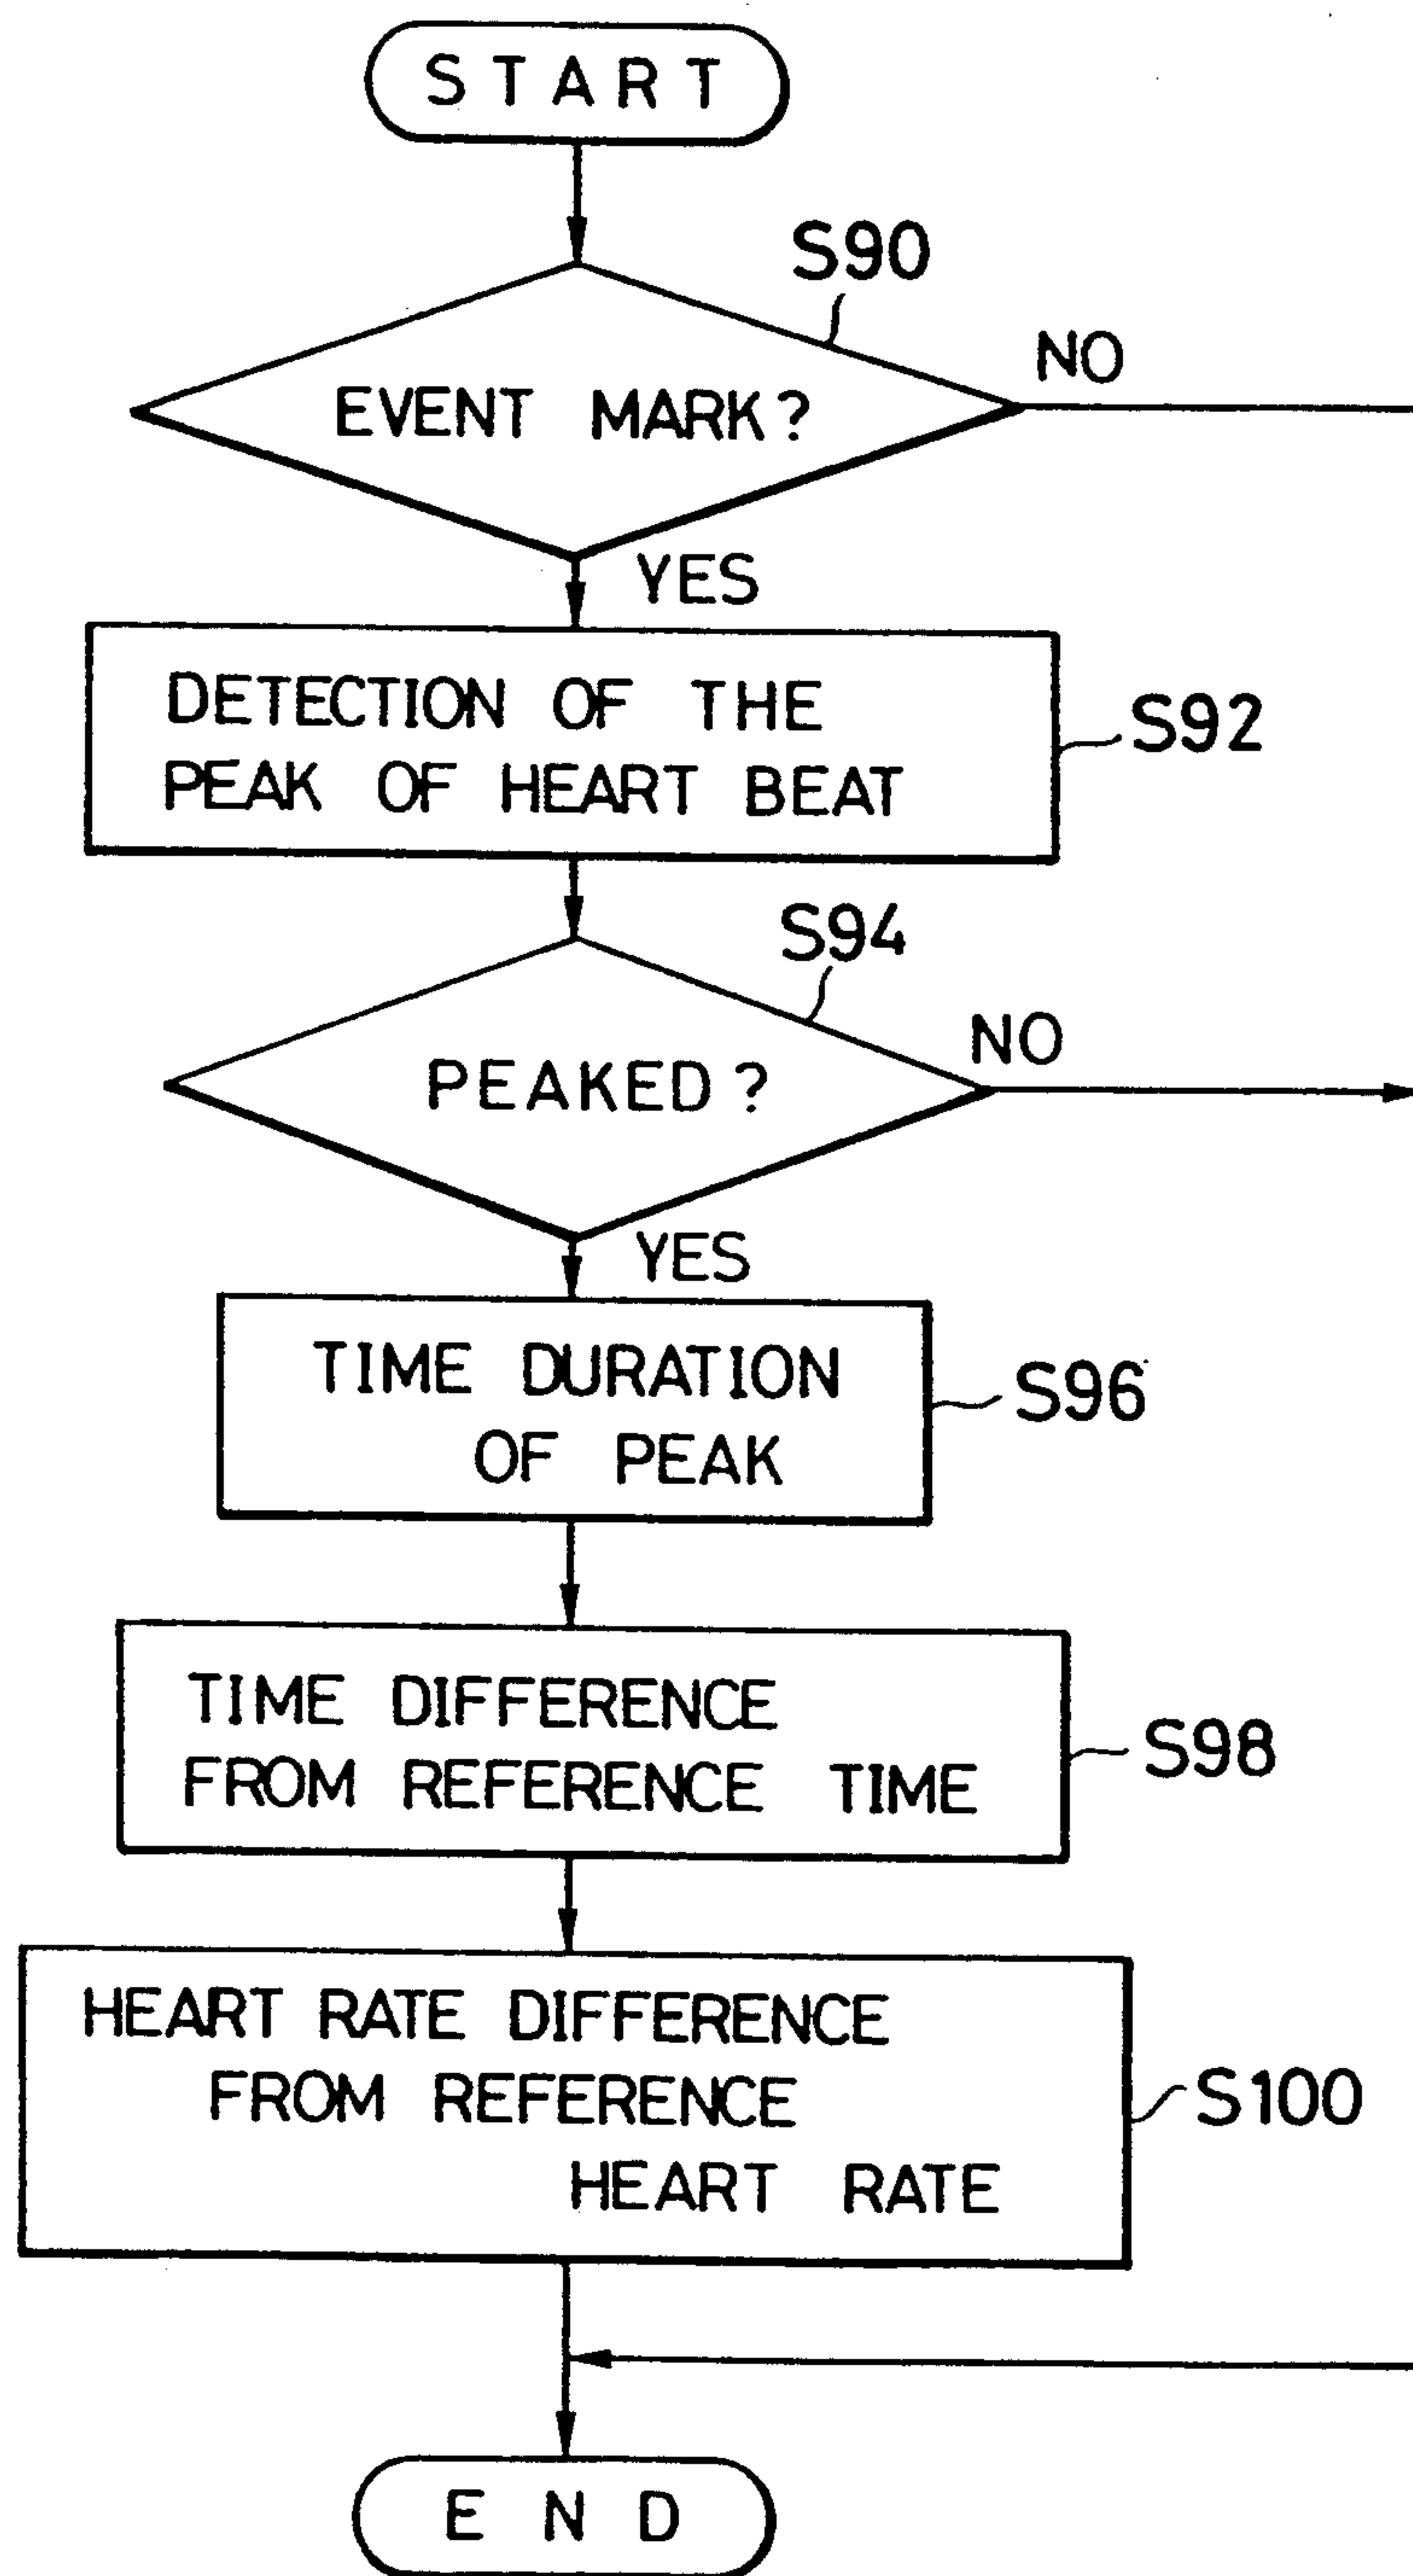 START
S90
EVENT MARK?
NO
YES
DETECTION OF THE
PEAK OF HEART BEAT
S92
S94
PEAKED?
NO
YES
TIME DURATION
OF PEAK
S96
TIME DIFFERENCE
FROM REFERENCE TIME
S98
HEART RATE DIFFERENCE
FROM REFERENCE
HEART RATE
S100
END